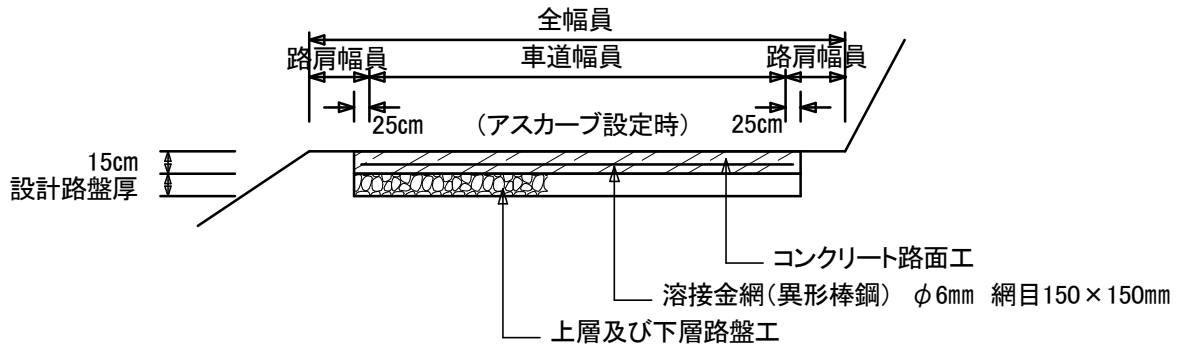 全幅員
路肩幅員 車道幅員 路肩幅員
25cm (アスカーブ設定時) 25cm
15cm
設計路盤厚
コンクリート路面工
溶接金網(異形棒鋼) φ6mm 網目150×150mm
上層及び下層路盤工